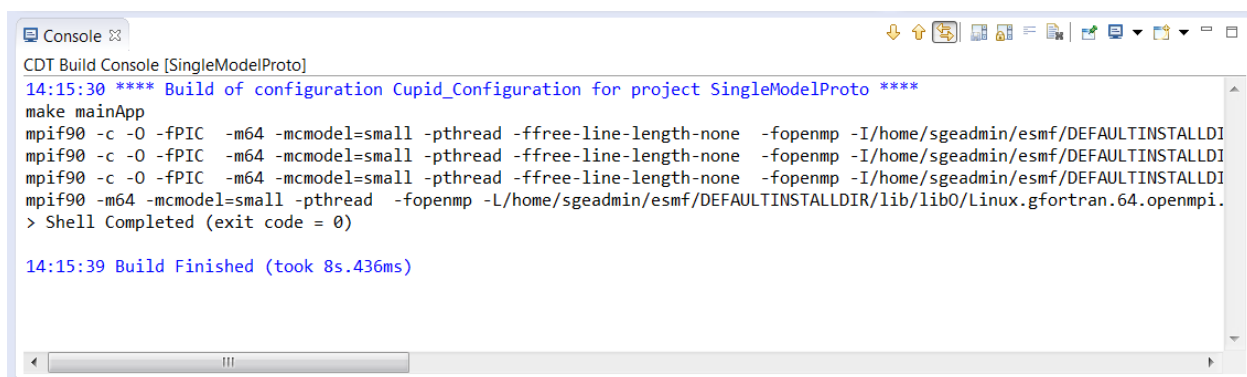 Console
CDT Build Console [SingleModelProto]
14:15:30 **** Build of configuration Cupid_Configuration for project SingleModelProto ****
make mainApp
mpif90 -c -O -fPIC  -m64 -mcmodel=small -pthread -ffree-line-length-none  -fopenmp -I/home/sgeadmin/esmf/DEFAULTINSTALLDI
mpif90 -c -O -fPIC  -m64 -mcmodel=small -pthread -ffree-line-length-none  -fopenmp -I/home/sgeadmin/esmf/DEFAULTINSTALLDI
mpif90 -c -O -fPIC  -m64 -mcmodel=small -pthread -ffree-line-length-none  -fopenmp -I/home/sgeadmin/esmf/DEFAULTINSTALLDI
mpif90 -m64 -mcmodel=small -pthread  -fopenmp -L/home/sgeadmin/esmf/DEFAULTINSTALLDIR/lib/libO/Linux.gfortran.64.openmpi.
> Shell Completed (exit code = 0)
14:15:39 Build Finished (took 8s.436ms)